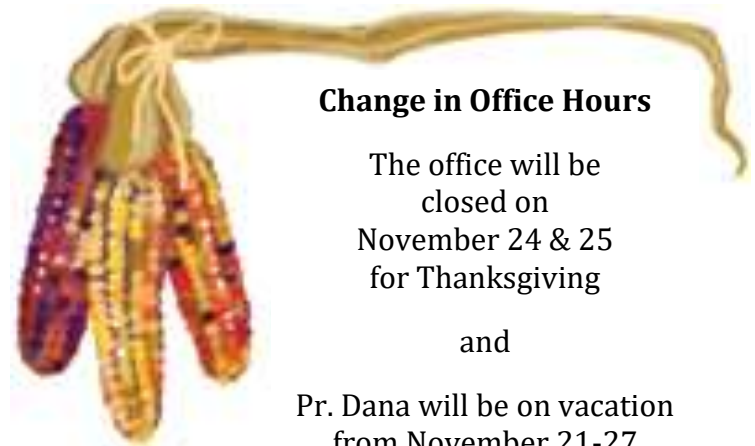 Change in Office Hours
The office will be
closed on
November 24 & 25
for Thanksgiving
and
Pr. Dana will be on vacation
from November 21-27